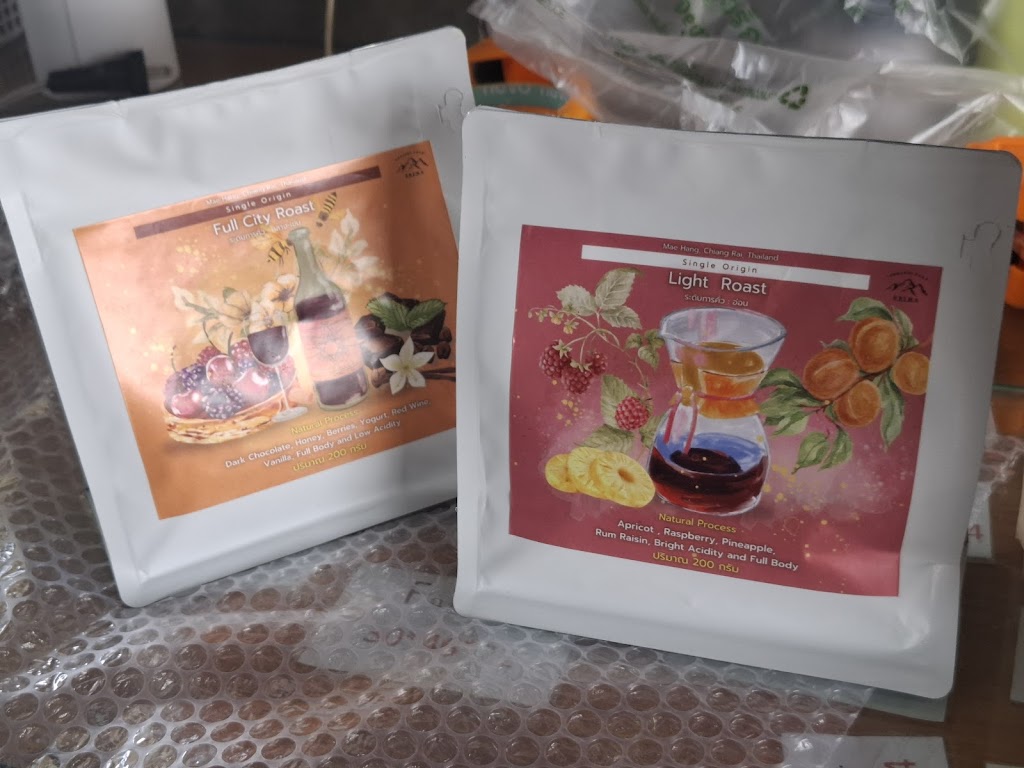 Single Origin
Full City Roast
Natural Process
Dark Chocolate, Honey, Berries, Yogurt, Red Wine,
Vanilla, Full Body and Low Acidity
ปริมาณ 200 กรัม
Mae Hang, Chiang Rai, Thailand
Single Origin
Light Roast
ระดับการคั่ว : อ่อน
Natural Process
Apricot , Raspberry, Pineapple,
Rum Raisin, Bright Acidity and Full Body
ปริมาณ 200 กรัม